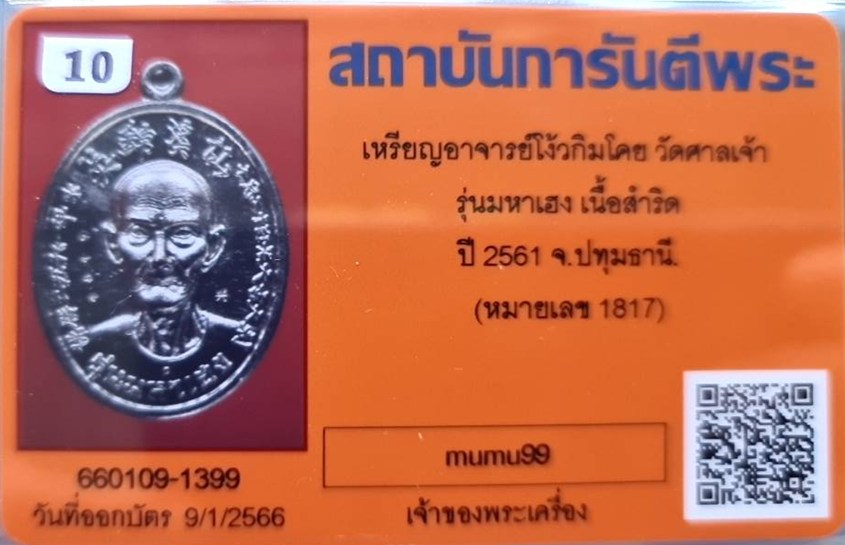 10
สถาบันการันตีพระ
เหรียญอาจารย์โง้วกิมโคย วัดศาลเจ้า
รุ่นมหาเฮง เนื้อสำริด
ปี 2561 จ.ปทุมธานี.
(หมายเลข 1817)
mumu99
เจ้าของพระเครื่อง
660109-1399
วันที่ออกบัตร 9/1/2566